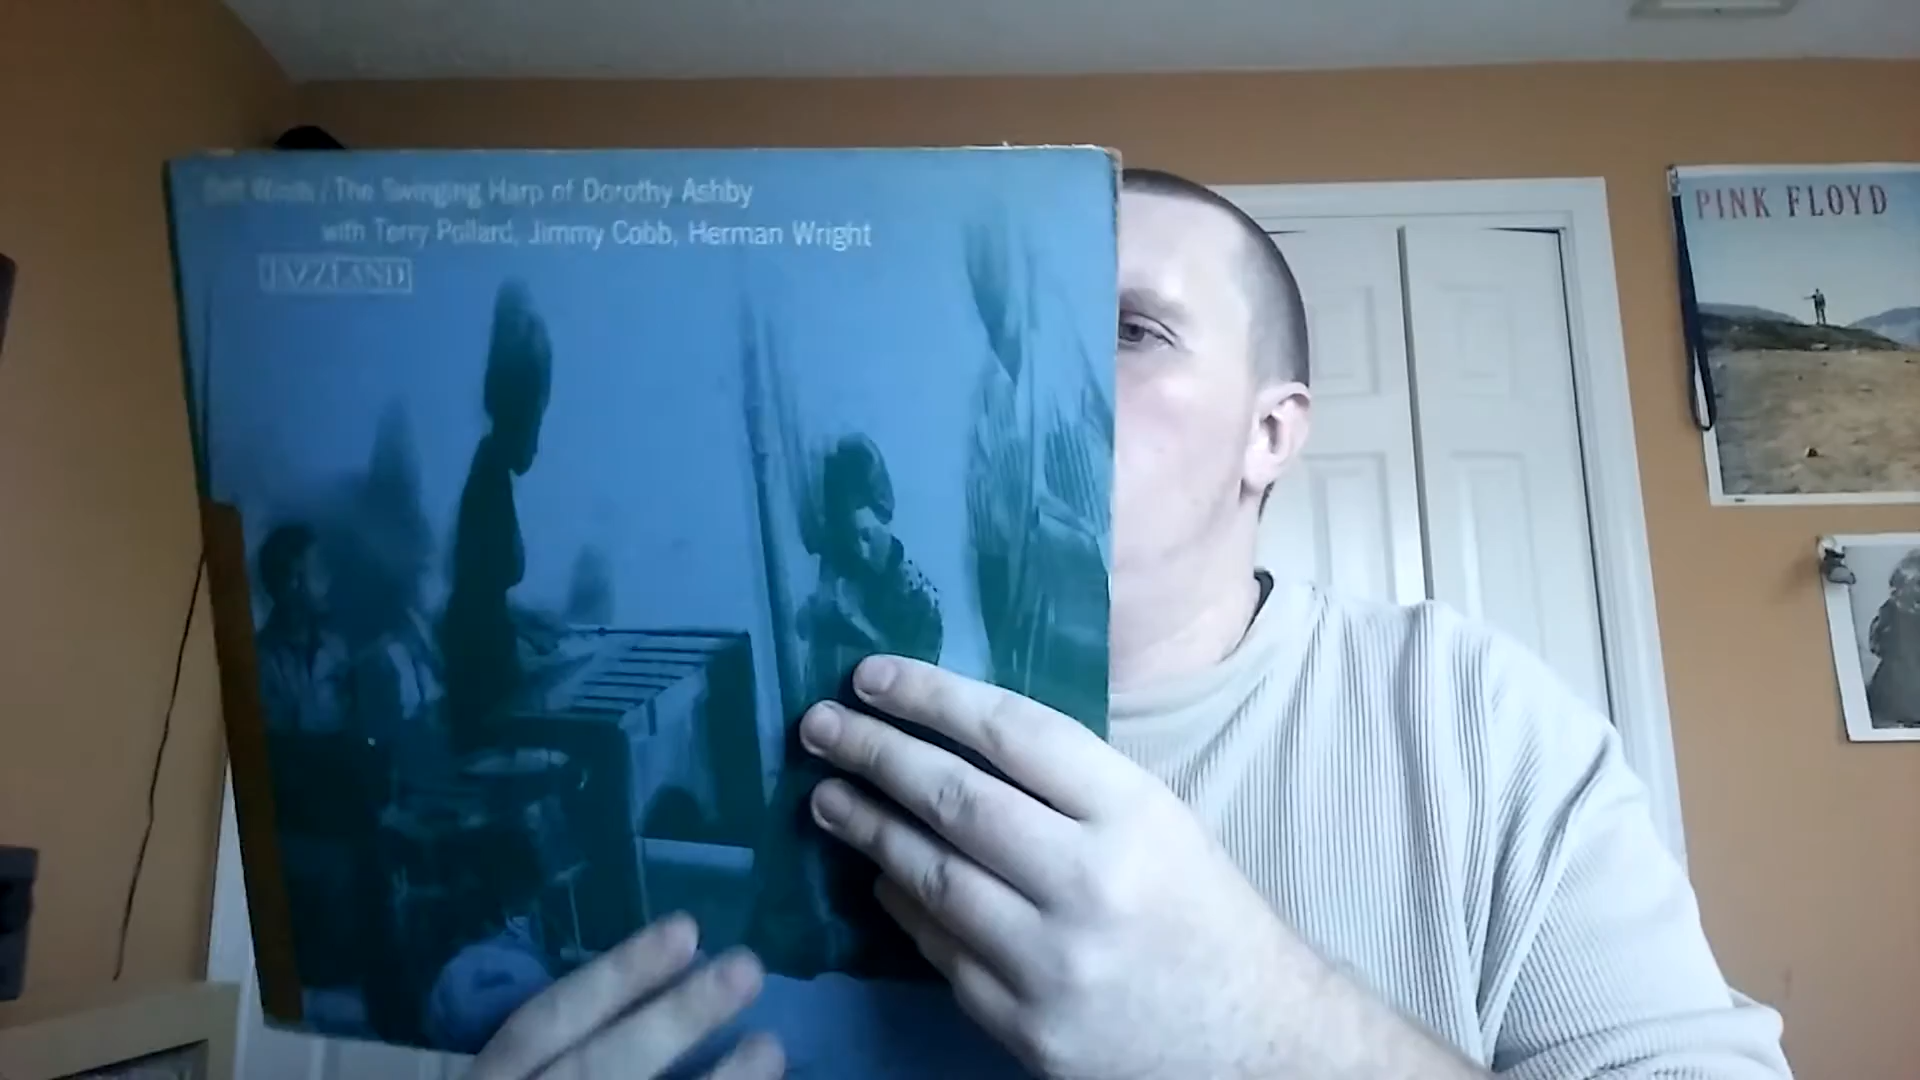 Soft Winds / The Swinging Harp of Dorothy Ashby
with Terry Pollard, Jimmy Cobb, Herman Wright
JAZZLAND
PINK FLOYD